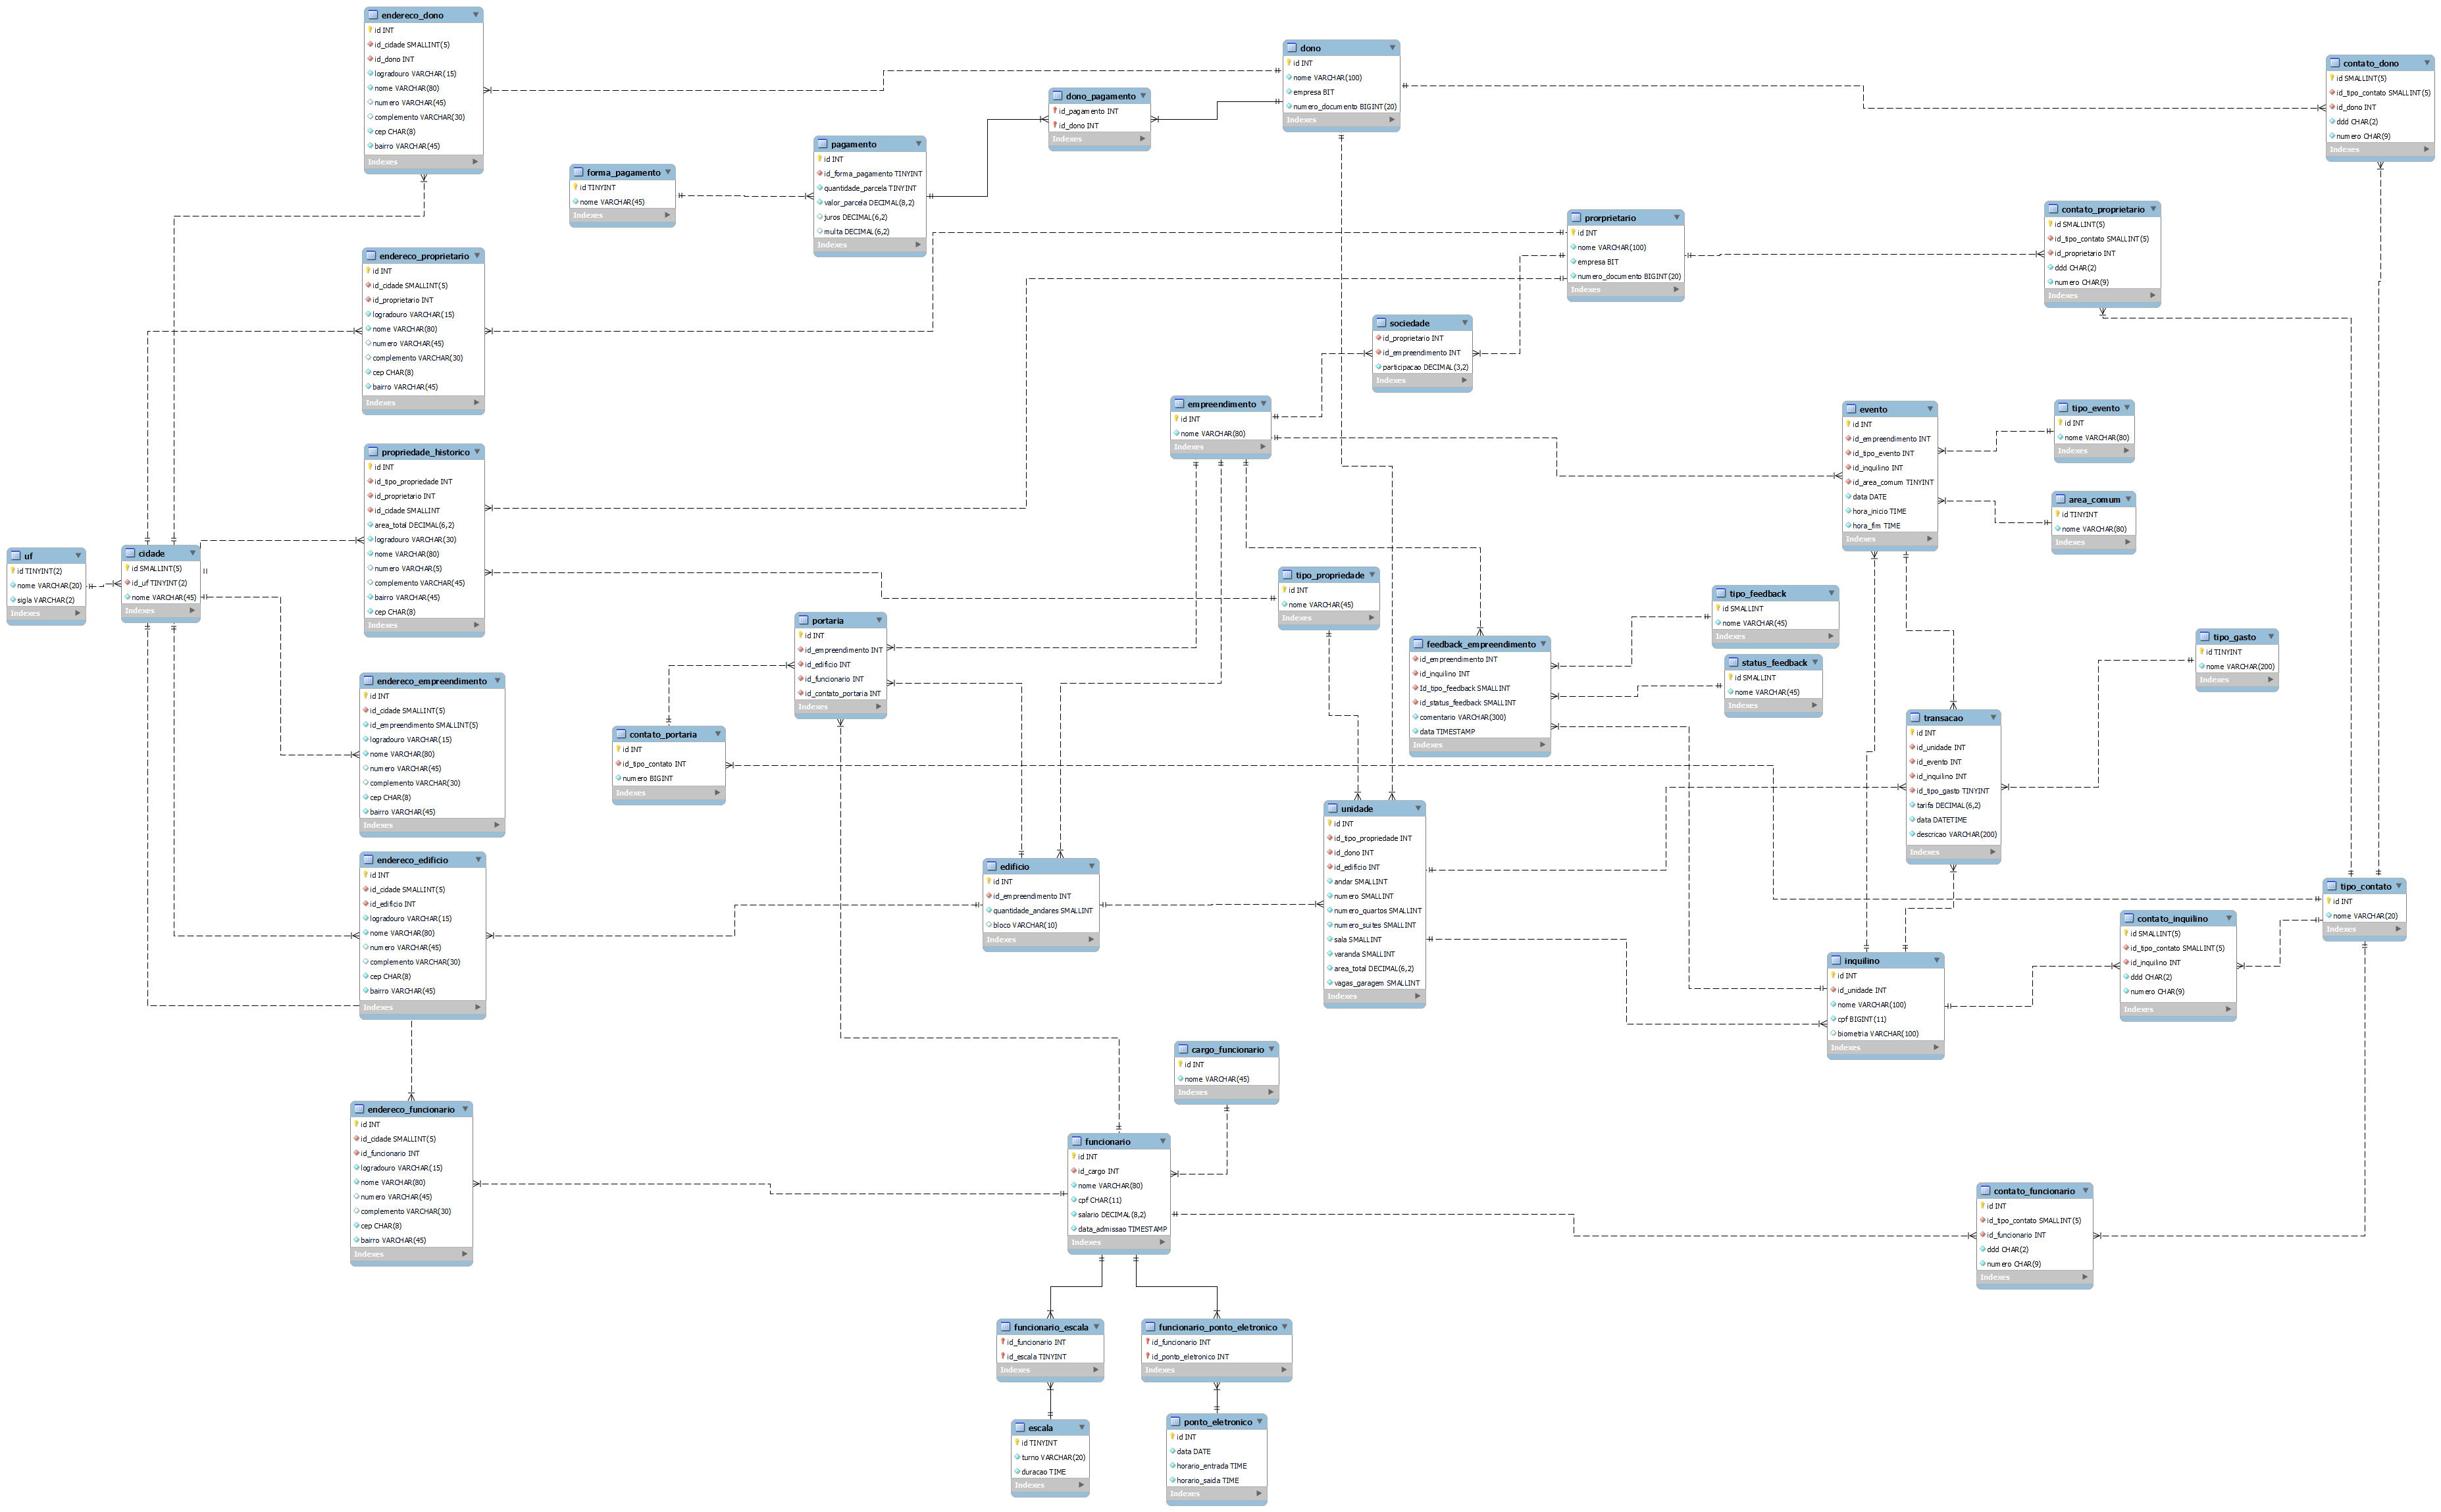 endereco_dono
id INT
id_cidade SMALLINT(5)
id_dono INT
logradouro VARCHAR(15)
nome VARCHAR(80)
numero VARCHAR(45)
complemento VARCHAR(30)
cep CHAR(8)
bairro VARCHAR(45)
Indexes
dono
id INT
nome VARCHAR(100)
empresa BIT
numero_documento BIGINT(20)
Indexes
contato_dono
id SMALLINT(5)
id_tipo_contato SMALLINT(5)
id_dono INT
ddd CHAR(2)
numero CHAR(9)
Indexes
dono_pagamento
id_pagamento INT
id_dono INT
Indexes
pagamento
id INT
id_forma_pagamento TINYINT
quantidade_parcela TINYINT
valor_parcela DECIMAL(8,2)
juros DECIMAL(6,2)
multa DECIMAL(6,2)
Indexes
forma_pagamento
id TINYINT
nome VARCHAR(45)
Indexes
prorprietario
id INT
nome VARCHAR(100)
empresa BIT
numero_documento BIGINT(20)
Indexes
contato_proprietario
id SMALLINT(5)
id_tipo_contato SMALLINT(5)
id_proprietario INT
ddd CHAR(2)
numero CHAR(9)
Indexes
endereco_proprietario
id INT
id_cidade SMALLINT(5)
id_proprietario INT
logradouro VARCHAR(15)
nome VARCHAR(80)
numero VARCHAR(45)
complemento VARCHAR(30)
cep CHAR(8)
bairro VARCHAR(45)
Indexes
sociedade
id_proprietario INT
id_empreendimento INT
participacao DECIMAL(3,2)
Indexes
empreendimento
id INT
nome VARCHAR(80)
Indexes
evento
id INT
id_empreendimento INT
id_tipo_evento INT
id_inquilino INT
id_area_comum TINYINT
data DATE
hora_inicio TIME
hora_fim TIME
Indexes
tipo_evento
id INT
nome VARCHAR(80)
Indexes
area_comum
id TINYINT
nome VARCHAR(80)
Indexes
propriedade_historico
id INT
id_tipo_propriedade INT
id_proprietario INT
id_cidade SMALLINT
area_total DECIMAL(6,2)
logradouro VARCHAR(30)
nome VARCHAR(80)
numero VARCHAR(5)
complemento VARCHAR(45)
bairro VARCHAR(45)
cep CHAR(8)
Indexes
uf
id TINYINT(2)
nome VARCHAR(20)
sigla VARCHAR(2)
Indexes
cidade
id SMALLINT(5)
id_uf TINYINT(2)
nome VARCHAR(45)
Indexes
tipo_propriedade
id INT
nome VARCHAR(45)
Indexes
tipo_feedback
id SMALLINT
nome VARCHAR(45)
Indexes
portaria
id INT
id_empreendimento INT
id_edificio INT
id_funcionario INT
id_contato_portaria INT
Indexes
feedback_empreendimento
id_empreendimento INT
id_inquilino INT
Id_tipo_feedback SMALLINT
id_status_feedback SMALLINT
comentario VARCHAR(300)
data TIMESTAMP
Indexes
status_feedback
id SMALLINT
nome VARCHAR(45)
Indexes
tipo_gasto
id TINYINT
nome VARCHAR(200)
Indexes
endereco_empreendimento
id INT
id_cidade SMALLINT(5)
id_empreendimento SMALLINT(5)
logradouro VARCHAR(15)
nome VARCHAR(80)
numero VARCHAR(45)
complemento VARCHAR(30)
cep CHAR(8)
bairro VARCHAR(45)
Indexes
contato_portaria
id INT
id_tipo_contato INT
numero BIGINT
Indexes
transacao
id INT
id_unidade INT
id_evento INT
id_inquilino INT
id_tipo_gasto TINYINT
tarifa DECIMAL(6,2)
data DATETIME
descricao VARCHAR(200)
Indexes
unidade
id INT
id_tipo_propriedade INT
id_dono INT
id_edificio INT
andar SMALLINT
numero SMALLINT
numero_quartos SMALLINT
numero_suites SMALLINT
sala SMALLINT
varanda SMALLINT
area_total DECIMAL(6,2)
vagas_garagem SMALLINT
Indexes
endereco_edificio
id INT
id_cidade SMALLINT(5)
id_edificio INT
logradouro VARCHAR(15)
nome VARCHAR(80)
numero VARCHAR(45)
complemento VARCHAR(30)
cep CHAR(8)
bairro VARCHAR(45)
Indexes
edificio
id INT
id_empreendimento INT
quantidade_andares SMALLINT
bloco VARCHAR(10)
Indexes
tipo_contato
id INT
nome VARCHAR(20)
Indexes
contato_inquilino
id SMALLINT(5)
id_tipo_contato SMALLINT(5)
id_inquilino INT
ddd CHAR(2)
numero CHAR(9)
Indexes
inquilino
id INT
id_unidade INT
nome VARCHAR(100)
cpf BIGINT(11)
biometria VARCHAR(100)
Indexes
cargo_funcionario
id INT
nome VARCHAR(45)
Indexes
endereco_funcionario
id INT
id_cidade SMALLINT(5)
id_funcionario INT
logradouro VARCHAR(15)
nome VARCHAR(80)
numero VARCHAR(45)
complemento VARCHAR(30)
cep CHAR(8)
bairro VARCHAR(45)
Indexes
funcionario
id INT
id_cargo INT
nome VARCHAR(80)
cpf CHAR(11)
salario DECIMAL(8,2)
data_admissao TIMESTAMP
Indexes
contato_funcionario
id INT
id_tipo_contato SMALLINT(5)
id_funcionario INT
ddd CHAR(2)
numero CHAR(9)
Indexes
funcionario_escala
id_funcionario INT
id_escala TINYINT
Indexes
funcionario_ponto_eletronico
id_funcionario INT
id_ponto_eletronico INT
Indexes
escala
id TINYINT
turno VARCHAR(20)
duracao TIME
Indexes
ponto_eletronico
id INT
data DATE
horario_entrada TIME
horario_saida TIME
Indexes